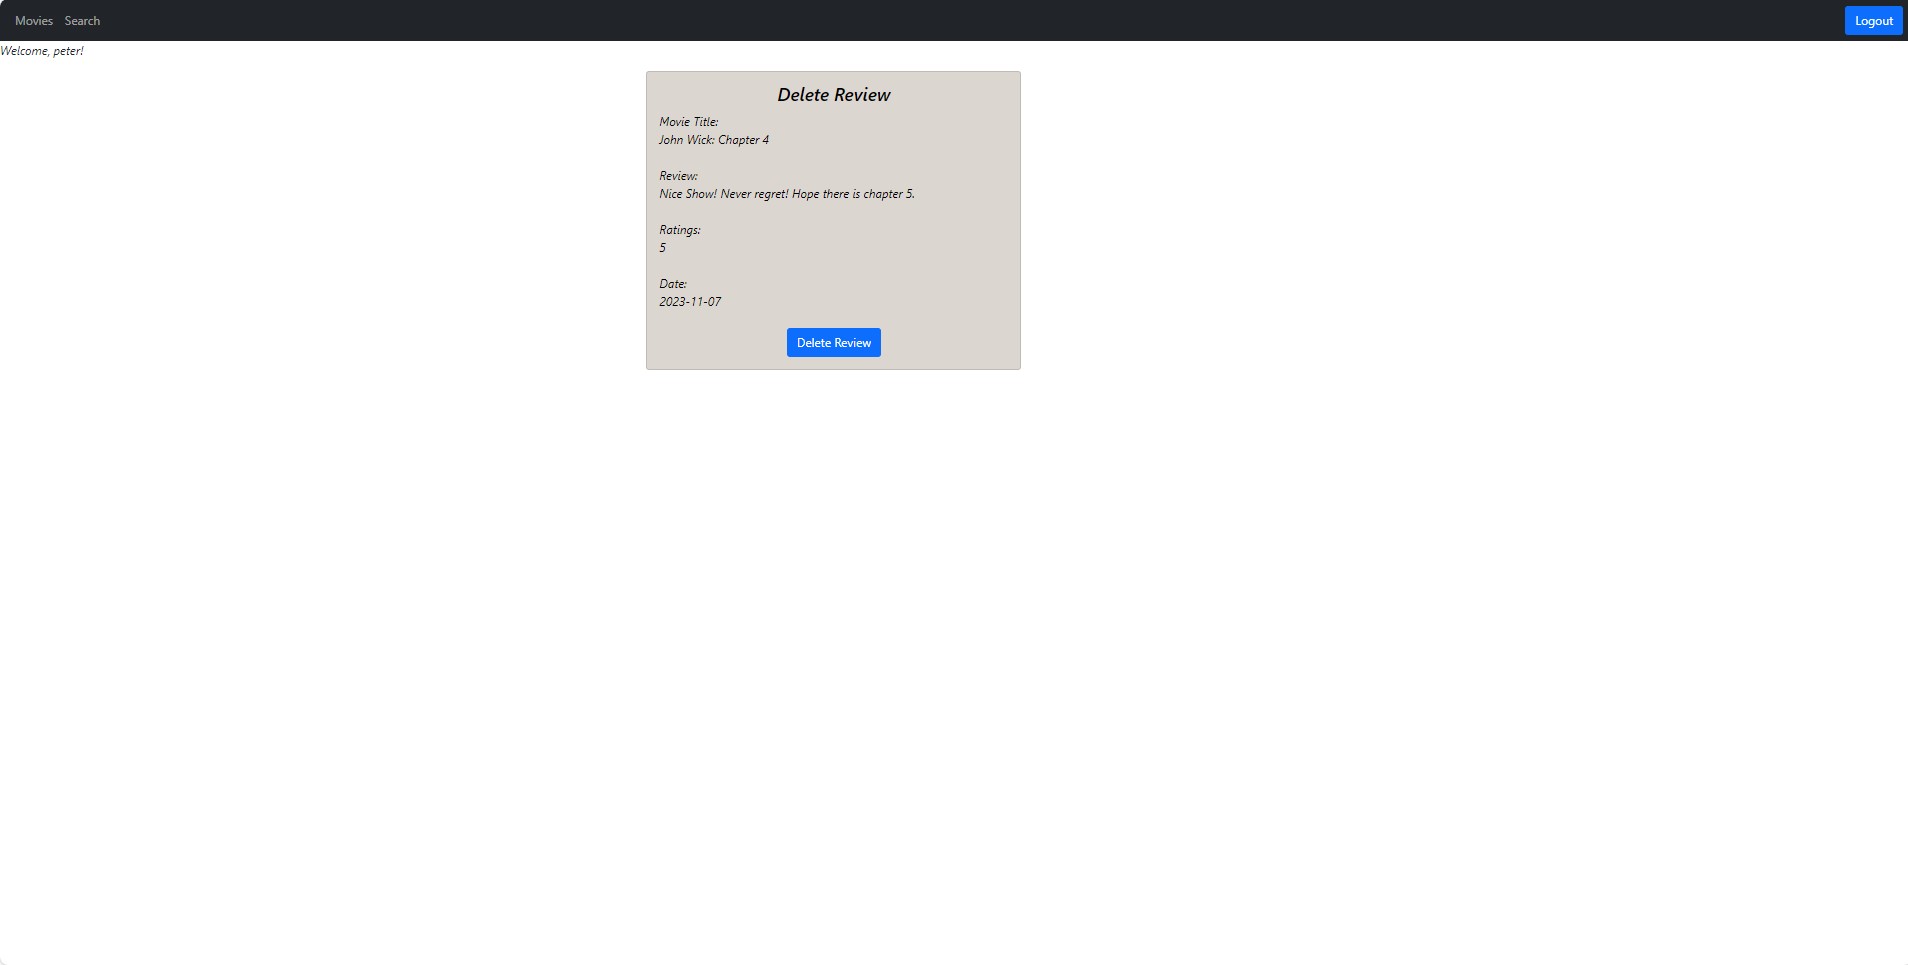 Movies Search Logout
Welcome, peter!
Delete Review
Movie Title:
John Wick: Chapter 4
Review:
Nice Show! Never regret! Hope there is chapter 5.
Ratings:
5
Date:
2023-11-07
Delete Review